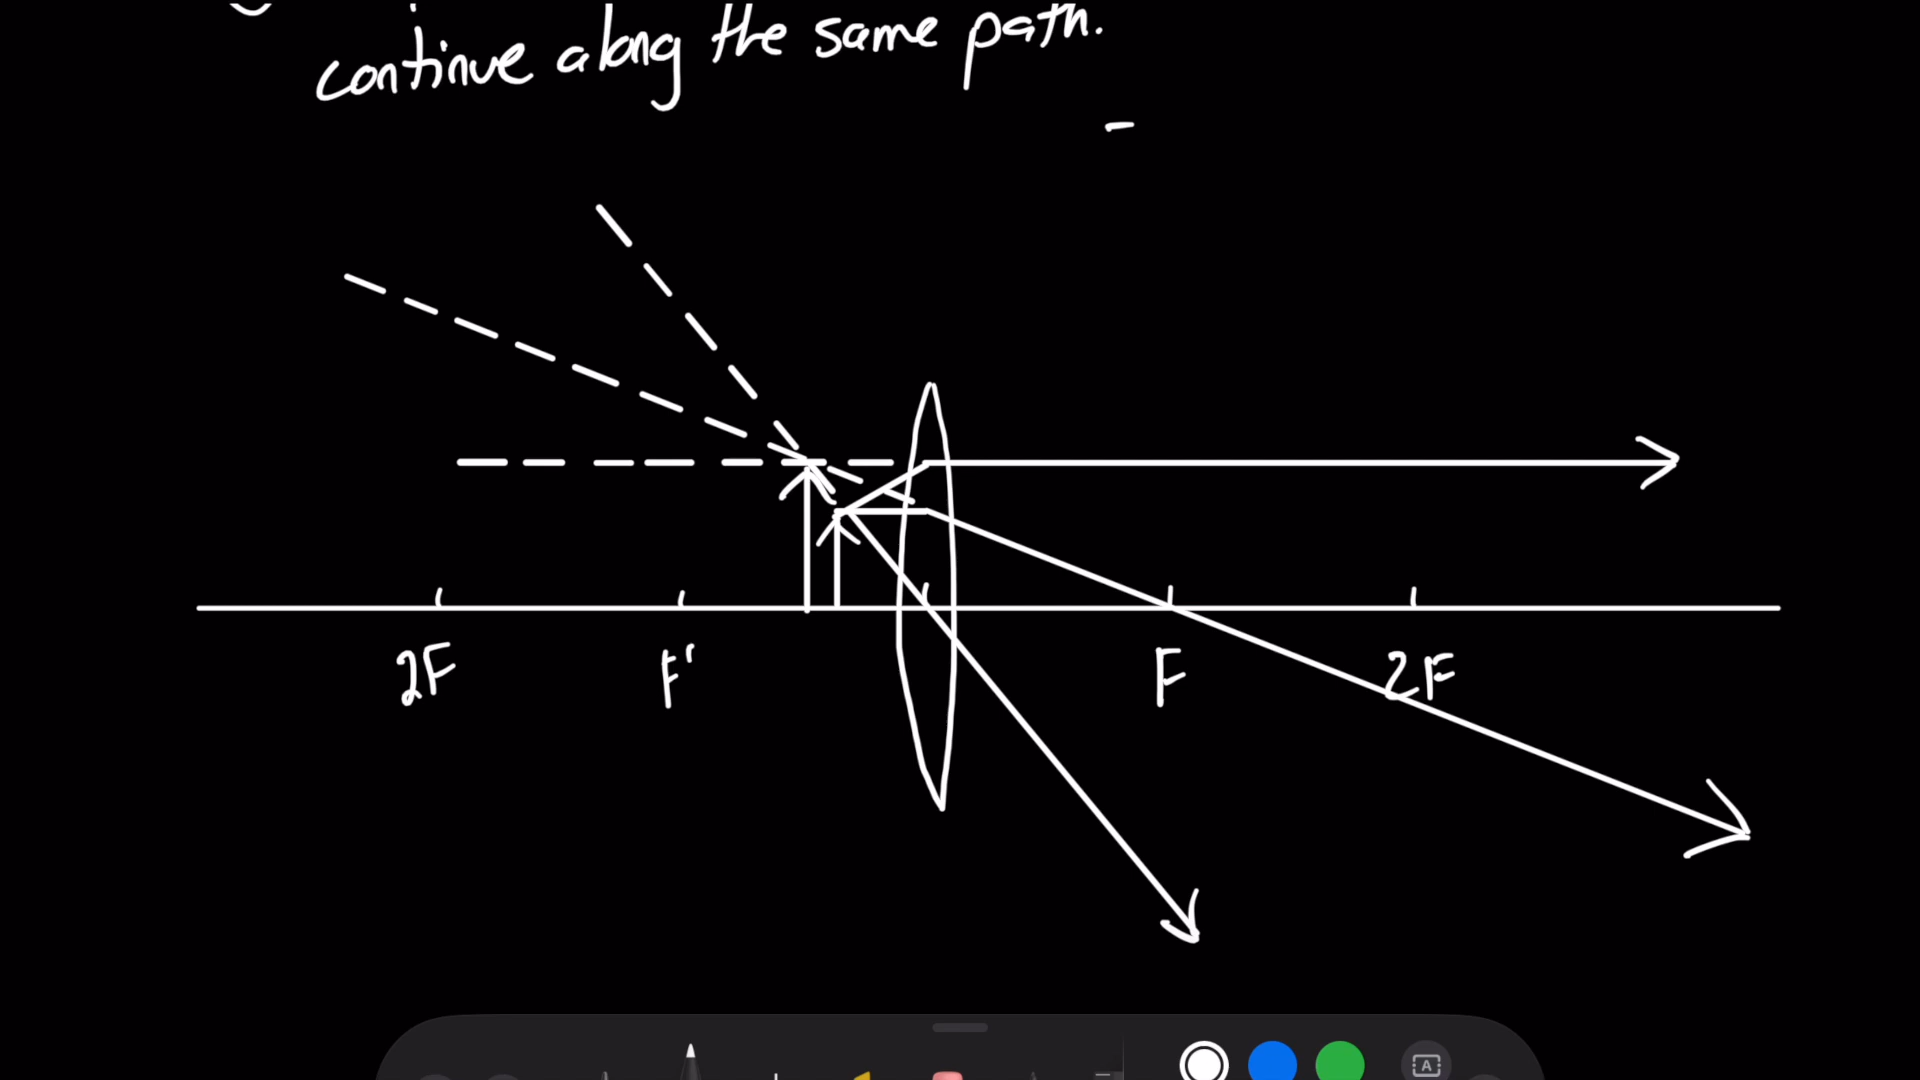 continue along the same path.
-
2F F' F 2F
A